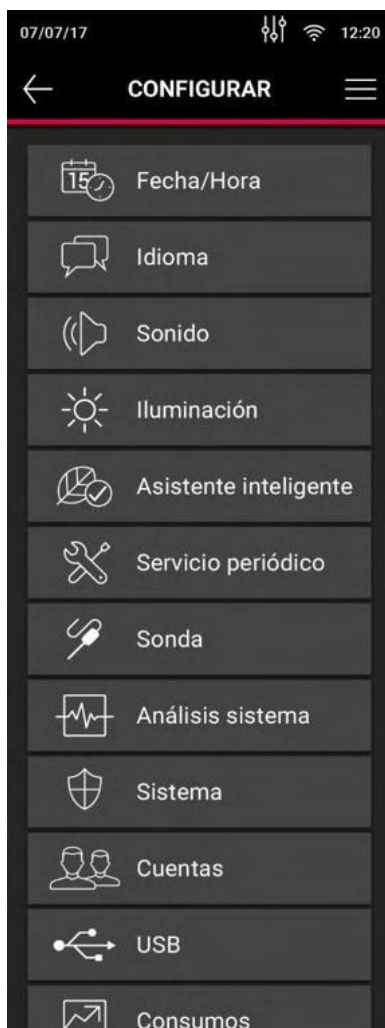 07/07/17 12:20
CONFIGURAR
15 Fecha/Hora
Idioma
Sonido
Iluminación
Asistente inteligente
Servicio periódico
Sonda
Análisis sistema
Sistema
Cuentas
USB
Consumos